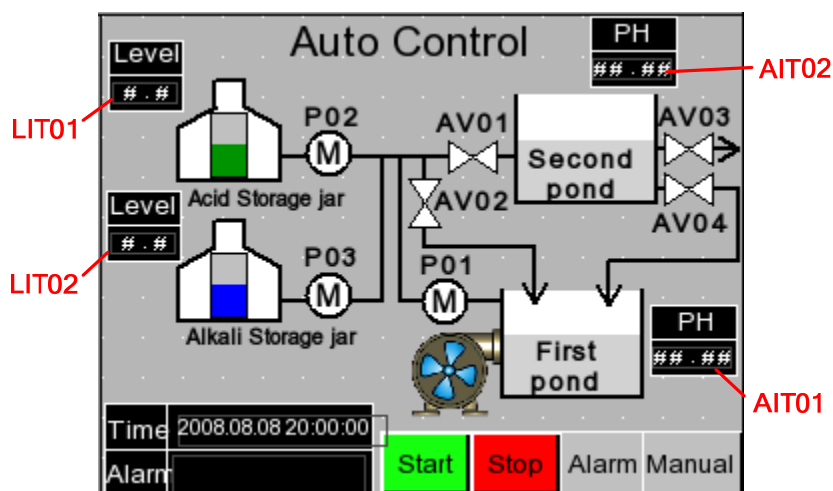 Auto Control
Level
#.#
LIT01
PH
##.##
AIT02
P02
M
Acid Storage jar
AV01
AV02
Second
pond
AV03
AV04
Level
#.#
LIT02
P03
M
Alkali Storage jar
P01
M
First
pond
PH
##.##
AIT01
Time 2008.08.08 20:00:00
Alarm
Start Stop Alarm Manual